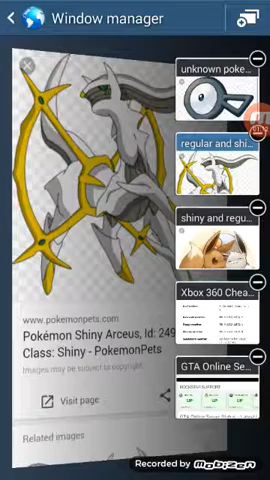 Window manager
unknown poke...
regular and shi...
shiny and regu...
Xbox 360 Chea...
GTA Online Se...
www.pokemonpets.com
Pokémon Shiny Arceus, Id: 249
Class: Shiny - PokemonPets
Images may be subject to copyright.
Visit page
Related images
Recorded by Mobizen